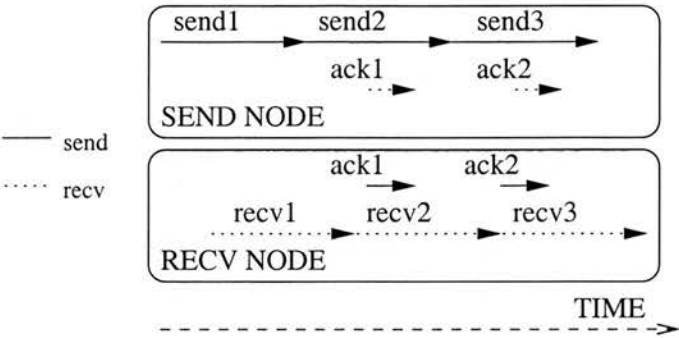 send1 send2 send3
ack1 ack2
SEND NODE
send
ack1 ack2
recv
recv1 recv2 recv3
RECV NODE
TIME